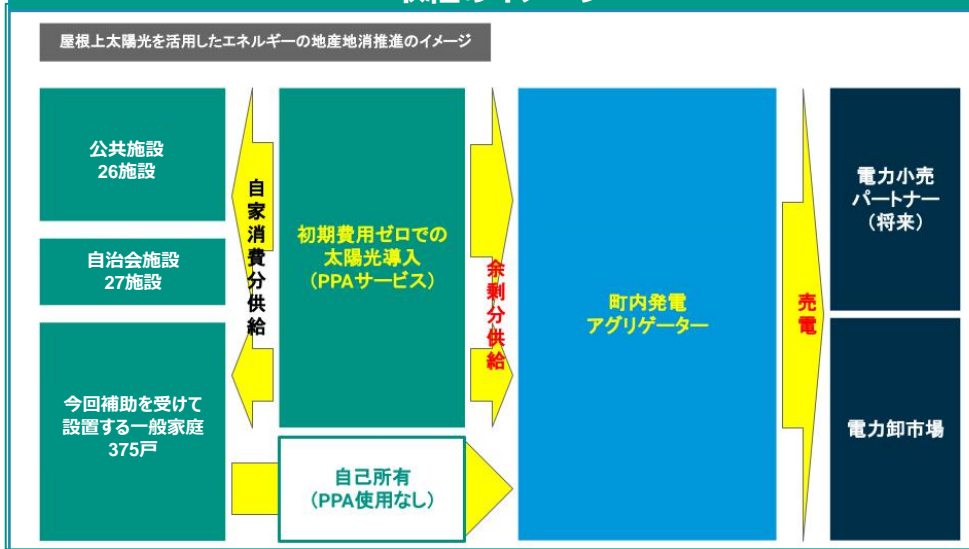 屋根上太陽光を活用したエネルギーの地産地消推進のイメージ
公共施設
26施設
自治会施設
27施設
今回補助を受けて
設置する一般家庭
375戸
自家消費分供給
初期費用ゼロでの
太陽光導入
(PPAサービス)
自己所有
(PPA使用なし)
余剰分供給
町内発電
アグリゲーター
売電
電力小売
パートナー
(将来)
電力卸市場